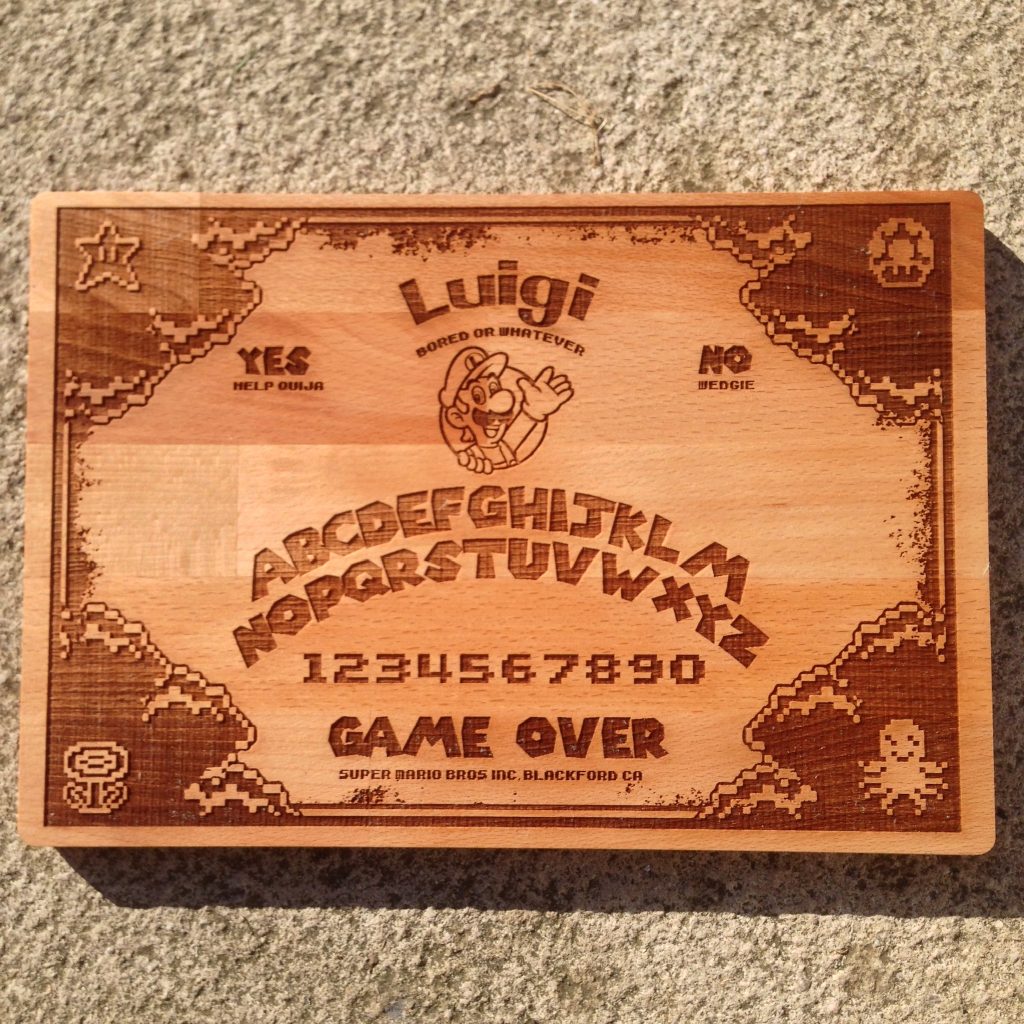 Luigi
BORED OR WHATEVER
YES
HELP OUIJA
NO
WEDGIE
ABCDEFGHIJKLM
NOPQRSTUVWXYZ
1234567890
GAME OVER
SUPER MARIO BROS INC, BLACKFORD CA